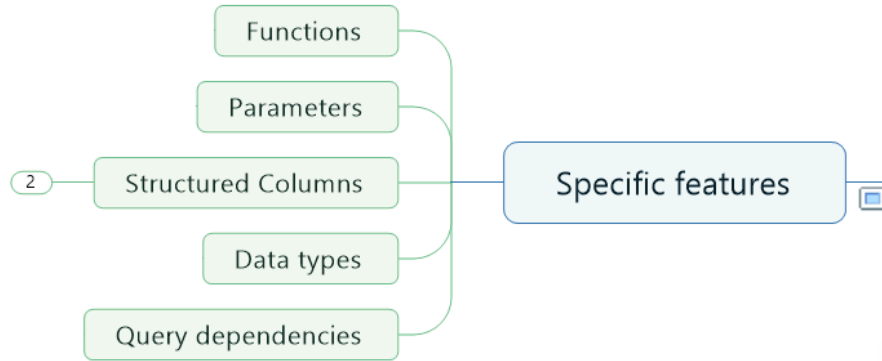 Functions
Parameters
2
Structured Columns
Specific features
Data types
Query dependencies